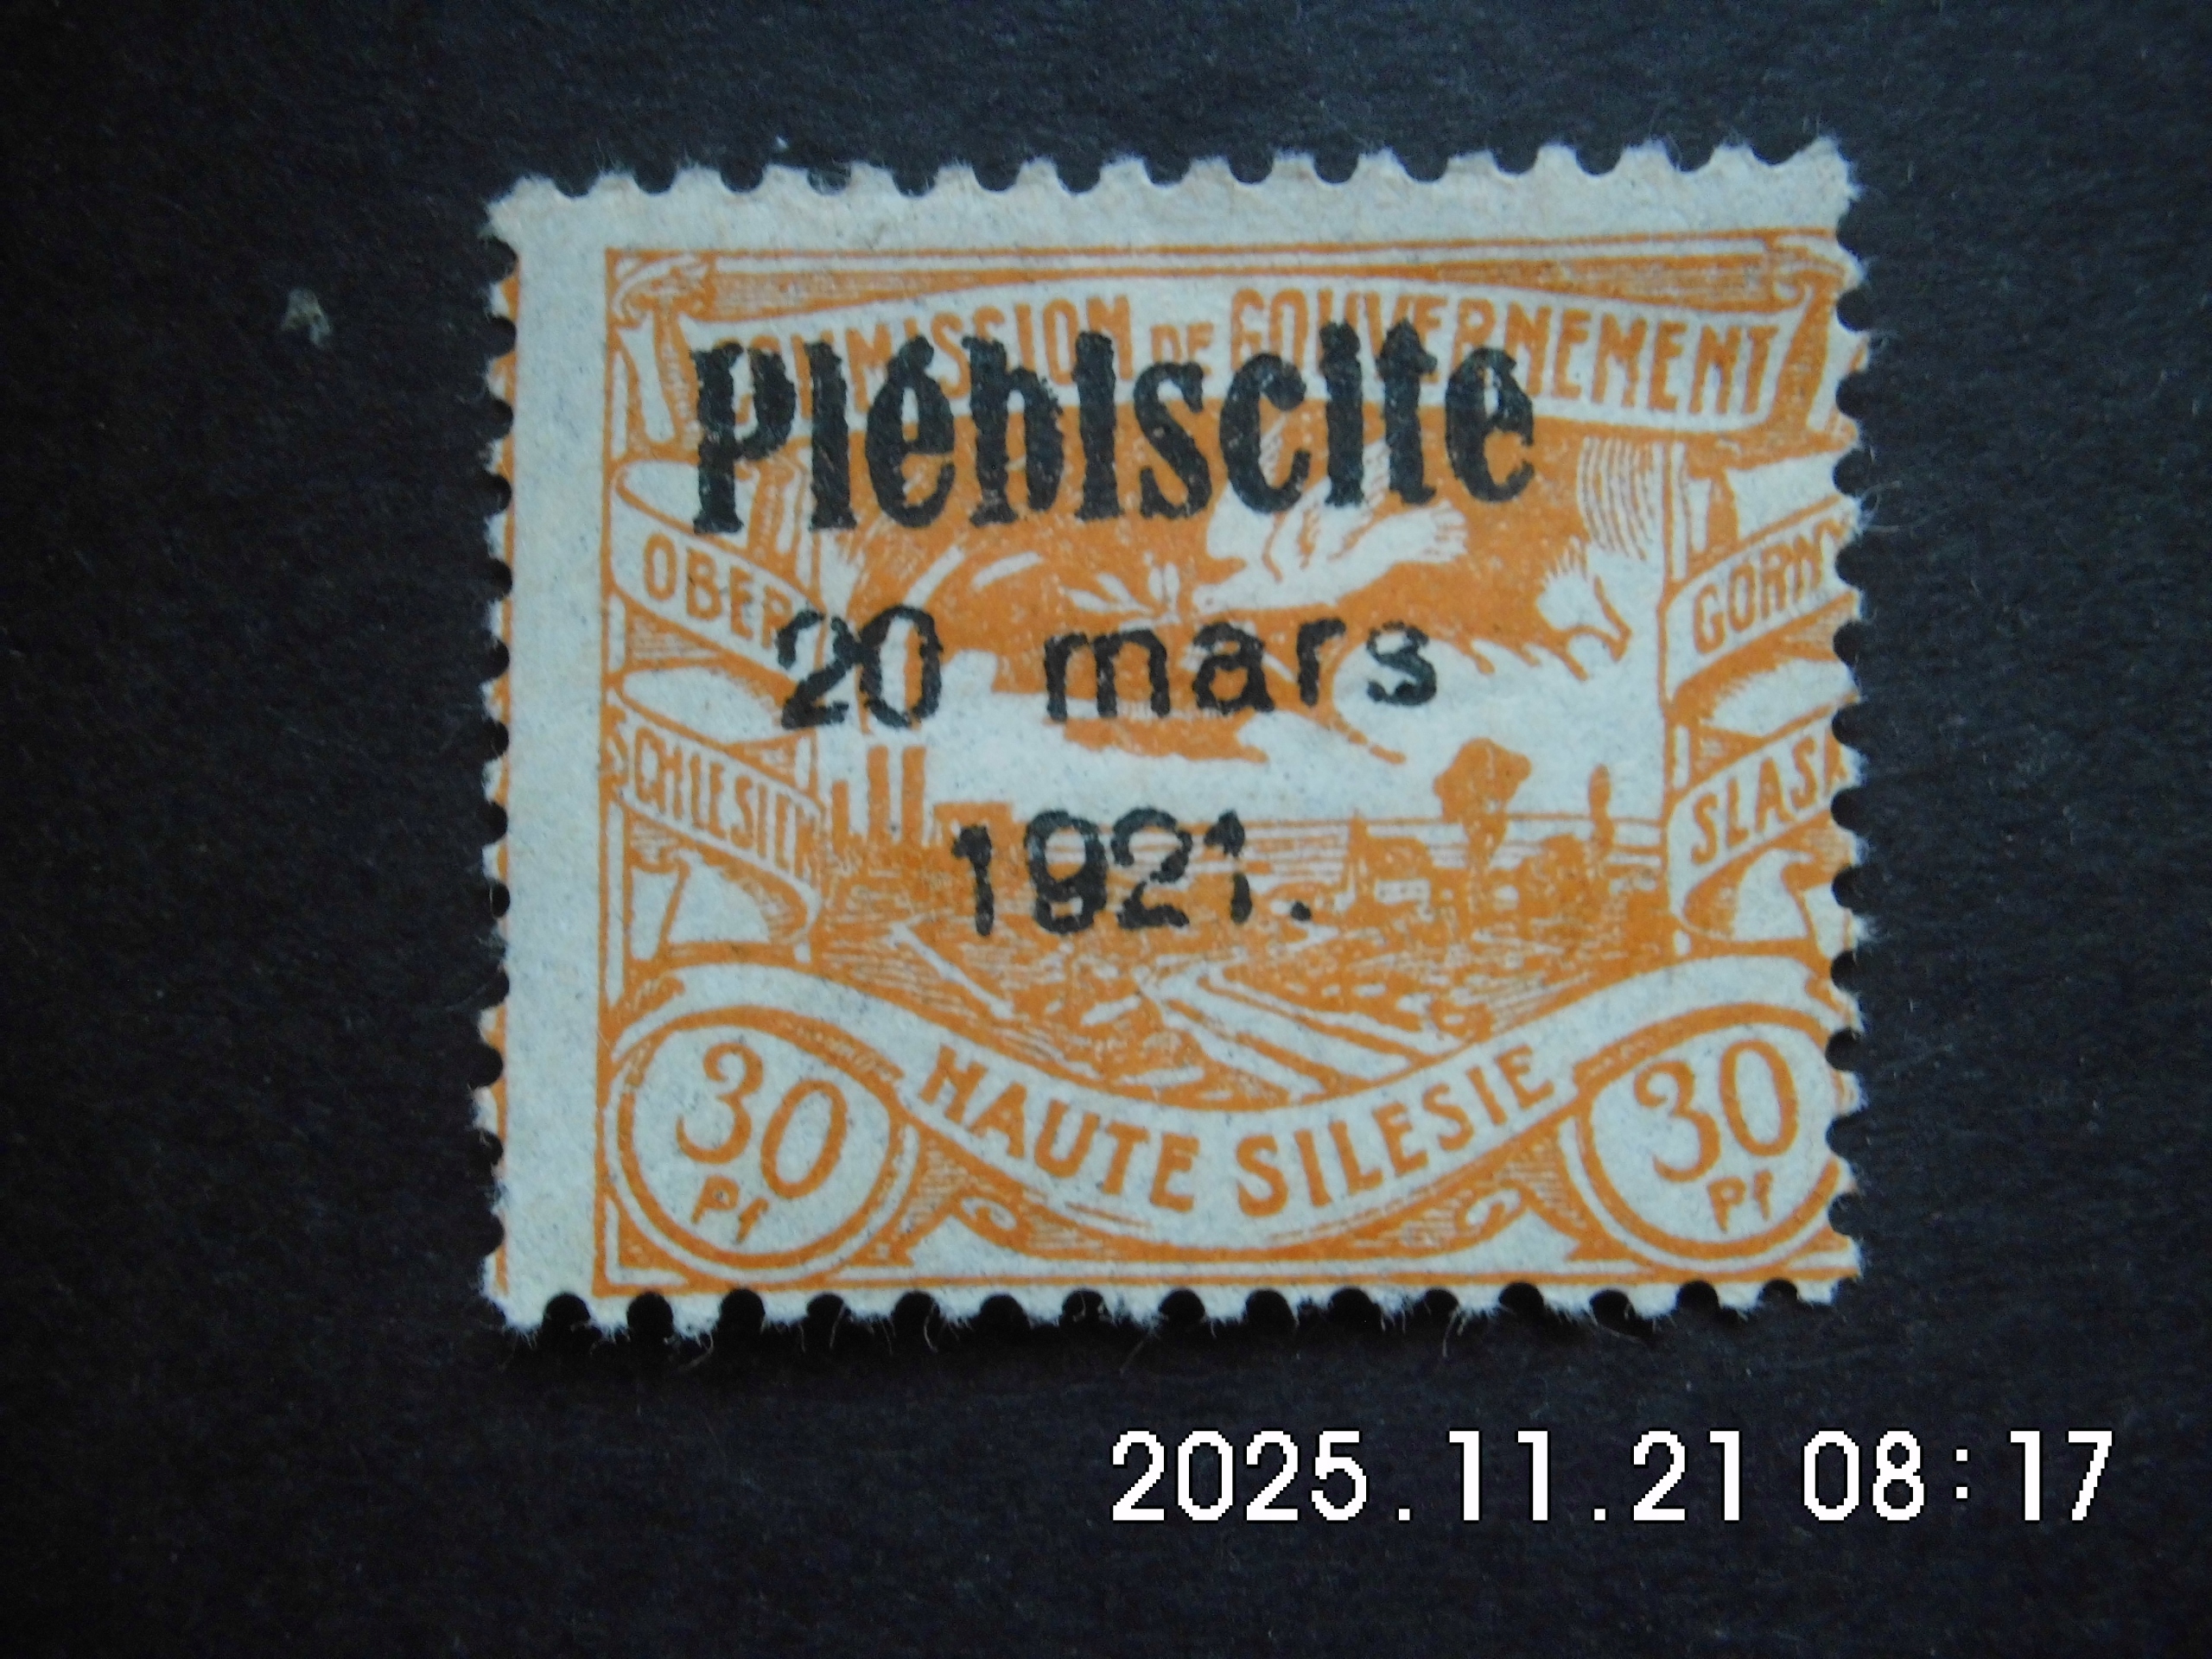 COMMISSION DE GOUVERNEMENT
Plébiscite
OBER
GORNY
20 mars
CHLESIEN
SLASK
1921.
HAUTE SILESIE
30
Pf
30
Pf
2025.11.21 08:17